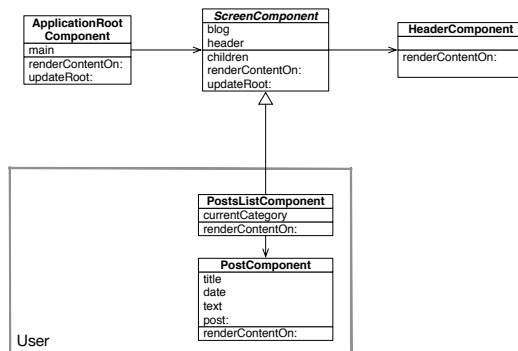 ApplicationRoot
Component
main
renderContentOn:
updateRoot:
ScreenComponent
blog
header
children
renderContentOn:
updateRoot:
HeaderComponent
renderContentOn:
PostsListComponent
currentCategory
renderContentOn:
PostComponent
title
date
text
post:
renderContentOn:
User